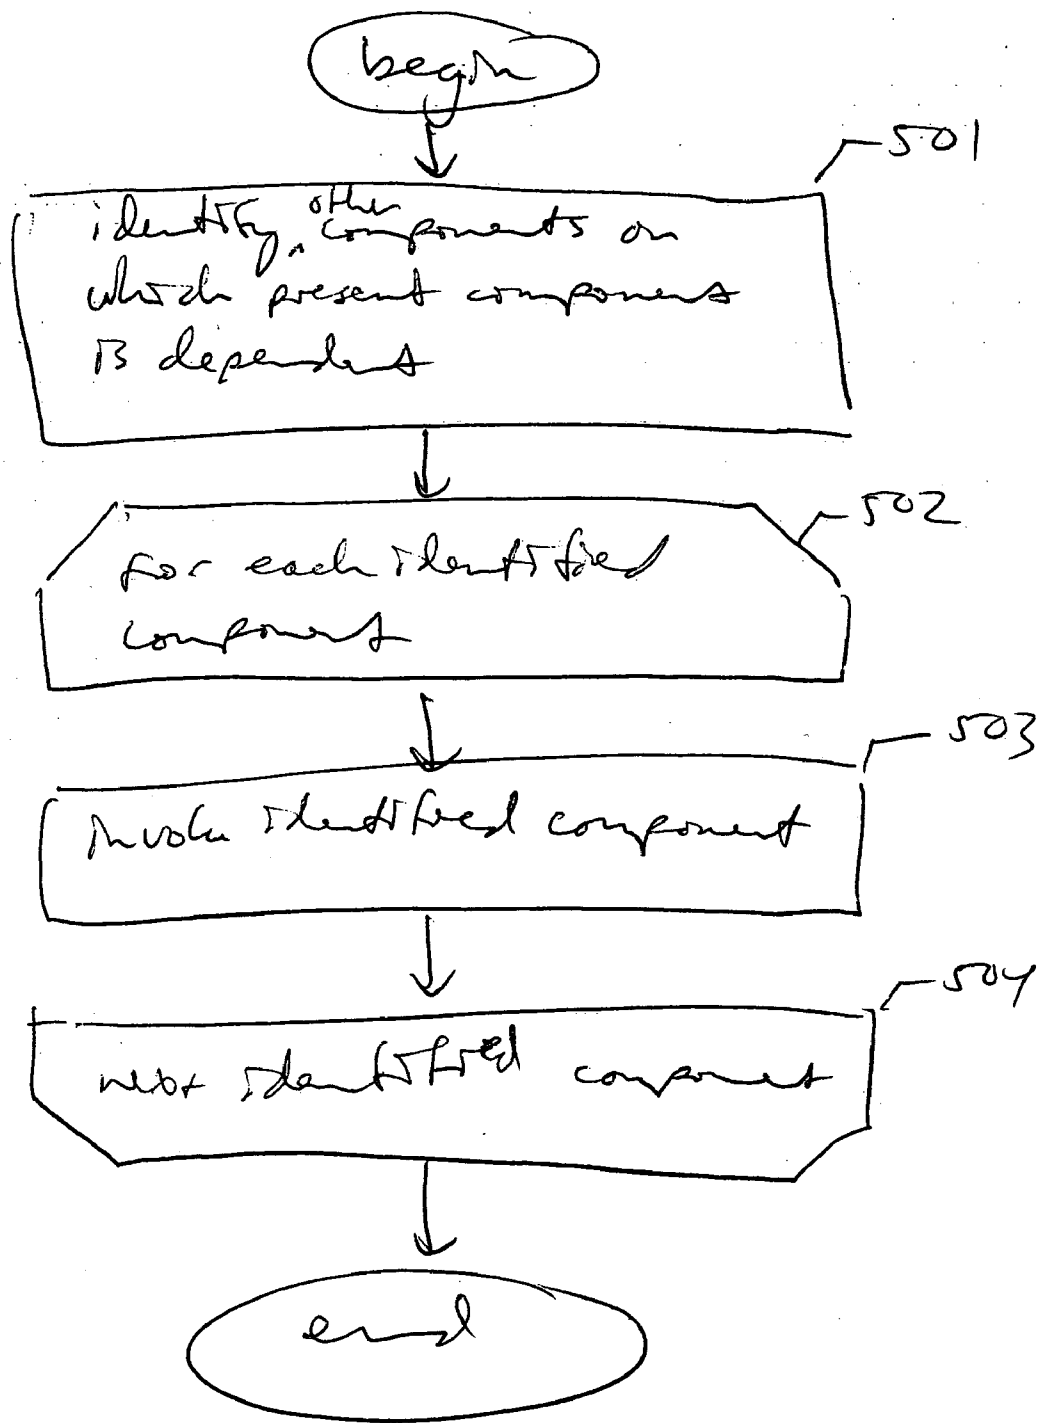 begin
501
identify other components on
which present component
is dependent
502
for each identified
component
503
invoke identified component
504
next identified component
end